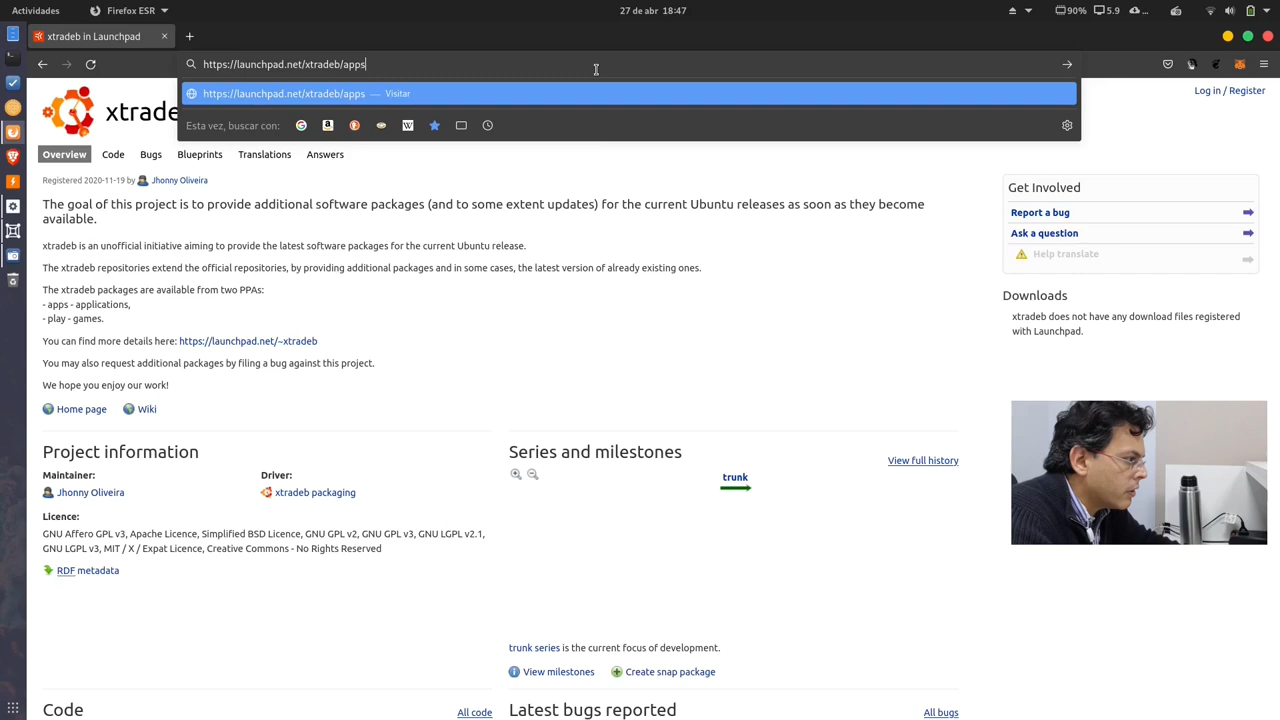 Actividades
Firefox ESR
27 de abr 18:47
90%
5.9
xtradeb in Launchpad
https://launchpad.net/xtradeb/apps
https://launchpad.net/xtradeb/apps — Visitar
Esta vez, buscar con:
Log in / Register
xtrade
Overview Code Bugs Blueprints Translations Answers
Registered 2020-11-19 by Jhonny Oliveira
The goal of this project is to provide additional software packages (and to some extent updates) for the current Ubuntu releases as soon as they become
available.
xtradeb is an unofficial initiative aiming to provide the latest software packages for the current Ubuntu release.
The xtradeb repositories extend the official repositories, by providing additional packages and in some cases, the latest version of already existing ones.
The xtradeb packages are available from two PPAs:
- apps - applications,
- play - games.
You can find more details here: https://launchpad.net/~xtradeb
You may also request additional packages by filing a bug against this project.
We hope you enjoy our work!
Home page Wiki
Get Involved
Report a bug
Ask a question
Help translate
Downloads
xtradeb does not have any download files registered
with Launchpad.
Project information
Maintainer:
Jhonny Oliveira
Driver:
xtradeb packaging
Licence:
GNU Affero GPL v3, Apache Licence, Simplified BSD Licence, GNU GPL v2, GNU GPL v3, GNU LGPL v2.1,
GNU LGPL v3, MIT / X / Expat Licence, Creative Commons - No Rights Reserved
RDF metadata
Series and milestones
View full history
trunk
trunk series is the current focus of development.
View milestones Create snap package
Code
All code
Latest bugs reported
All bugs